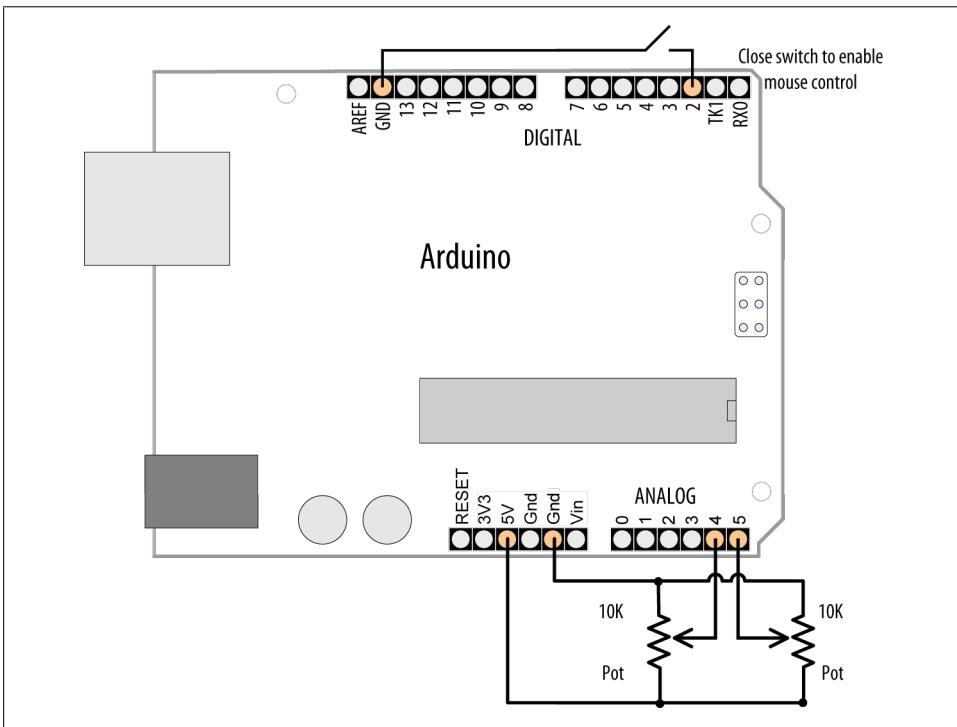 Close switch to enable
mouse control
AREF
GND
13
12
11
10
9
8
7
6
5
4
3
2
TK1
RX0
DIGITAL
Arduino
RESET
3V3
5V
Gnd
Gnd
Vin
ANALOG
0
1
2
3
4
5
10K
Pot
10K
Pot